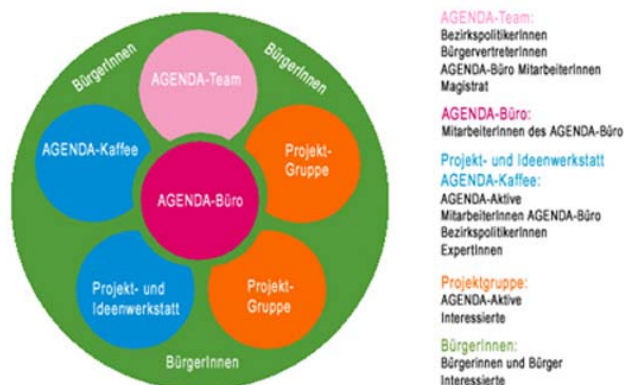 BürgerInnen
BürgerInnen
AGENDA-Team
AGENDA-Kaffee
Projekt-
Gruppe
AGENDA-Büro
Projekt- und
Ideenwerkstatt
Projekt-
Gruppe
BürgerInnen
AGENDA-Team:
BezirkspolitikerInnen
BürgervertreterInnen
AGENDA-Büro MitarbeiterInnen
Magistrat
AGENDA-Büro:
MitarbeiterInnen des AGENDA-Büro
Projekt- und Ideenwerkstatt
AGENDA-Kaffee:
AGENDA-Aktive
MitarbeiterInnen AGENDA-Büro
BezirkspolitikerInnen
ExpertInnen
Projektgruppe:
AGENDA-Aktive
Interessierte
BürgerInnen:
Bürgerinnen und Bürger
Interessierte